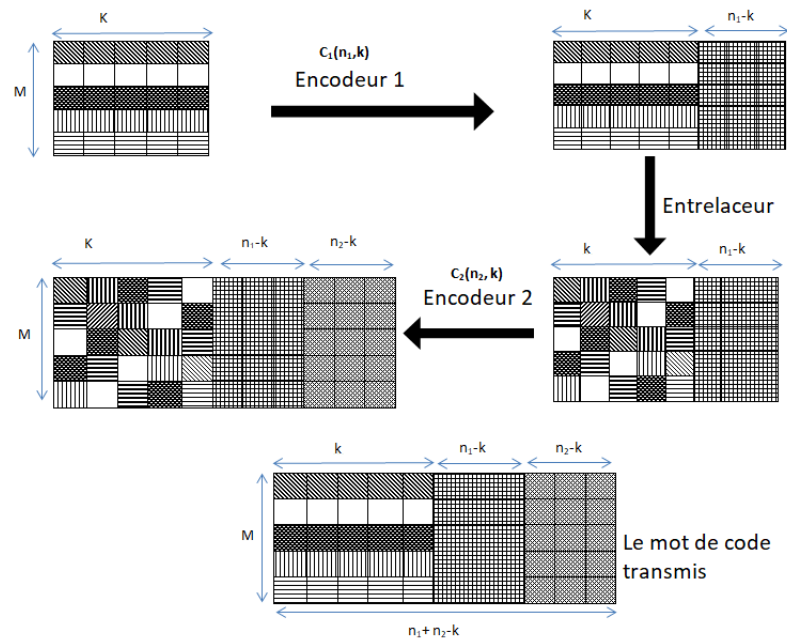 K
M
C₁(n₁,k)
Encodeur 1
K
n₁-k
Entrelaceur
K
n₁-k
n₂-k
M
C₂(n₂, k)
Encodeur 2
k
n₁-k
k
n₁-k
n₂-k
M
Le mot de code
transmis
n₁+ n₂-k